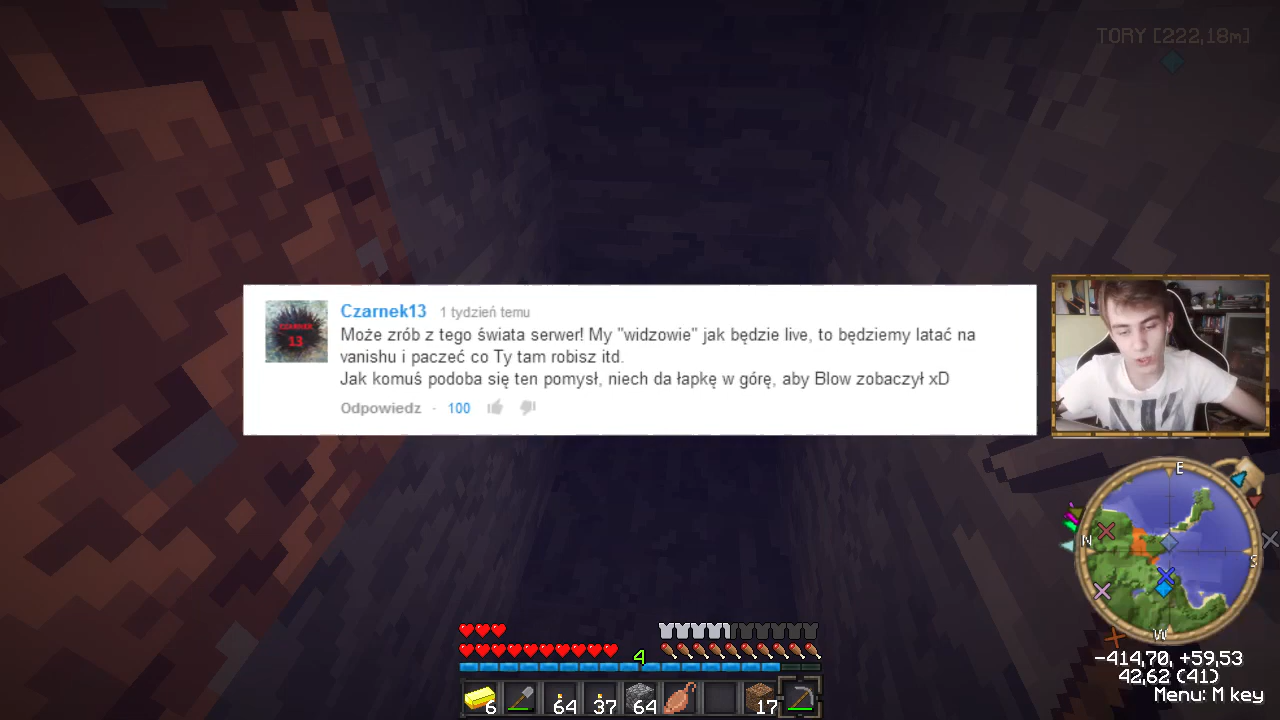 TORY [222,18m]
CZARNEK
13
Czarnek13 1 tydzień temu
Może zrób z tego świata serwer! My "widzowie" jak będzie live, to będziemy latać na
vanishu i paczeć co Ty tam robisz itd.
Jak komuś podoba się ten pomysł, niech da łapkę w górę, aby Blow zobaczył xD
Odpowiedz · 100
E
N
S
W
4
-414,70, +59,53
42,62 (41)
Menu: M key
6 64 37 64 17